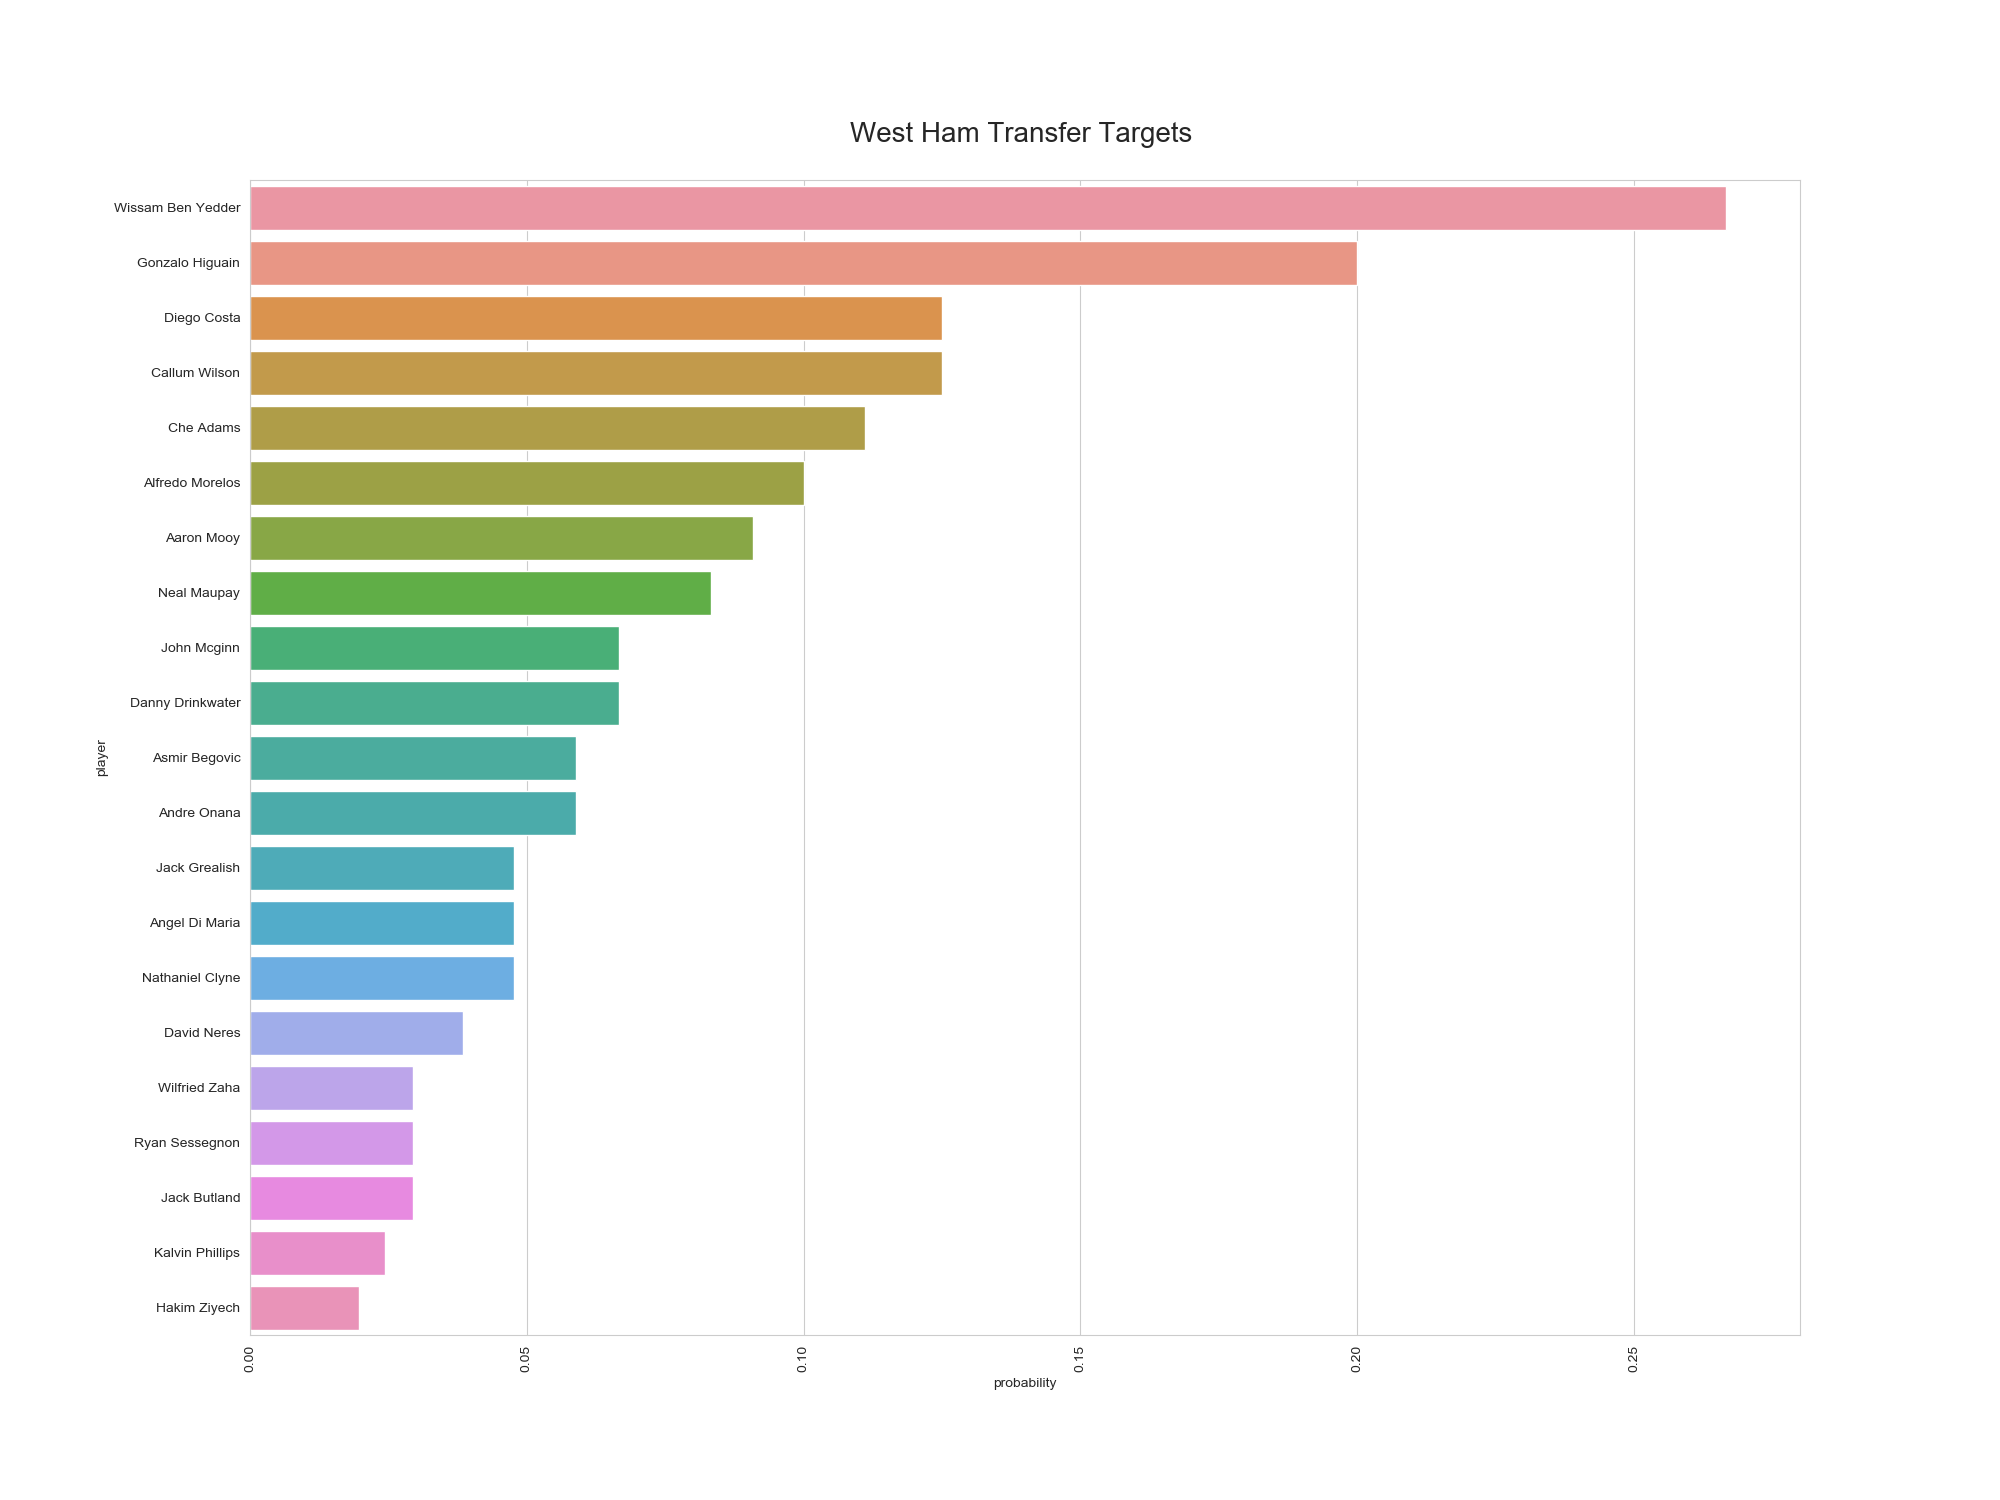 West Ham Transfer Targets
Wissam Ben Yedder
Gonzalo Higuain
Diego Costa
Callum Wilson
Che Adams
Alfredo Morelos
Aaron Mooy
Neal Maupay
John Mcginn
Danny Drinkwater
Asmir Begovic
Andre Onana
Jack Grealish
Angel Di Maria
Nathaniel Clyne
David Neres
Wilfried Zaha
Ryan Sessegnon
Jack Butland
Kalvin Phillips
Hakim Ziyech
player
0.00 0.05 0.10 0.15 0.20 0.25
probability